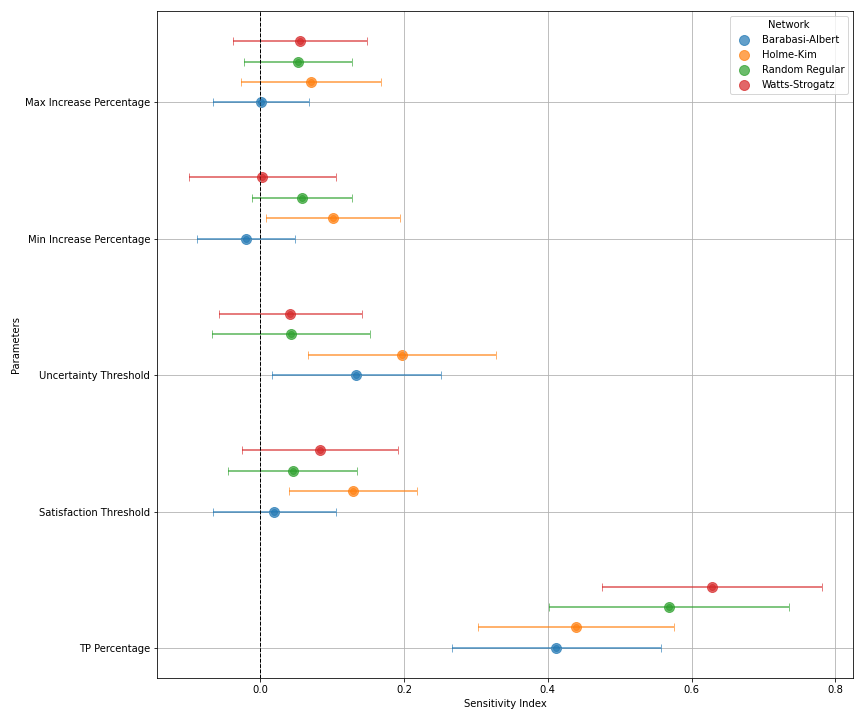 Network
Barabasi-Albert
Holme-Kim
Random Regular
Watts-Strogatz
Max Increase Percentage
Min Increase Percentage
Parameters
Uncertainty Threshold
Satisfaction Threshold
TP Percentage
0.0 0.2 0.4 0.6 0.8
Sensitivity Index